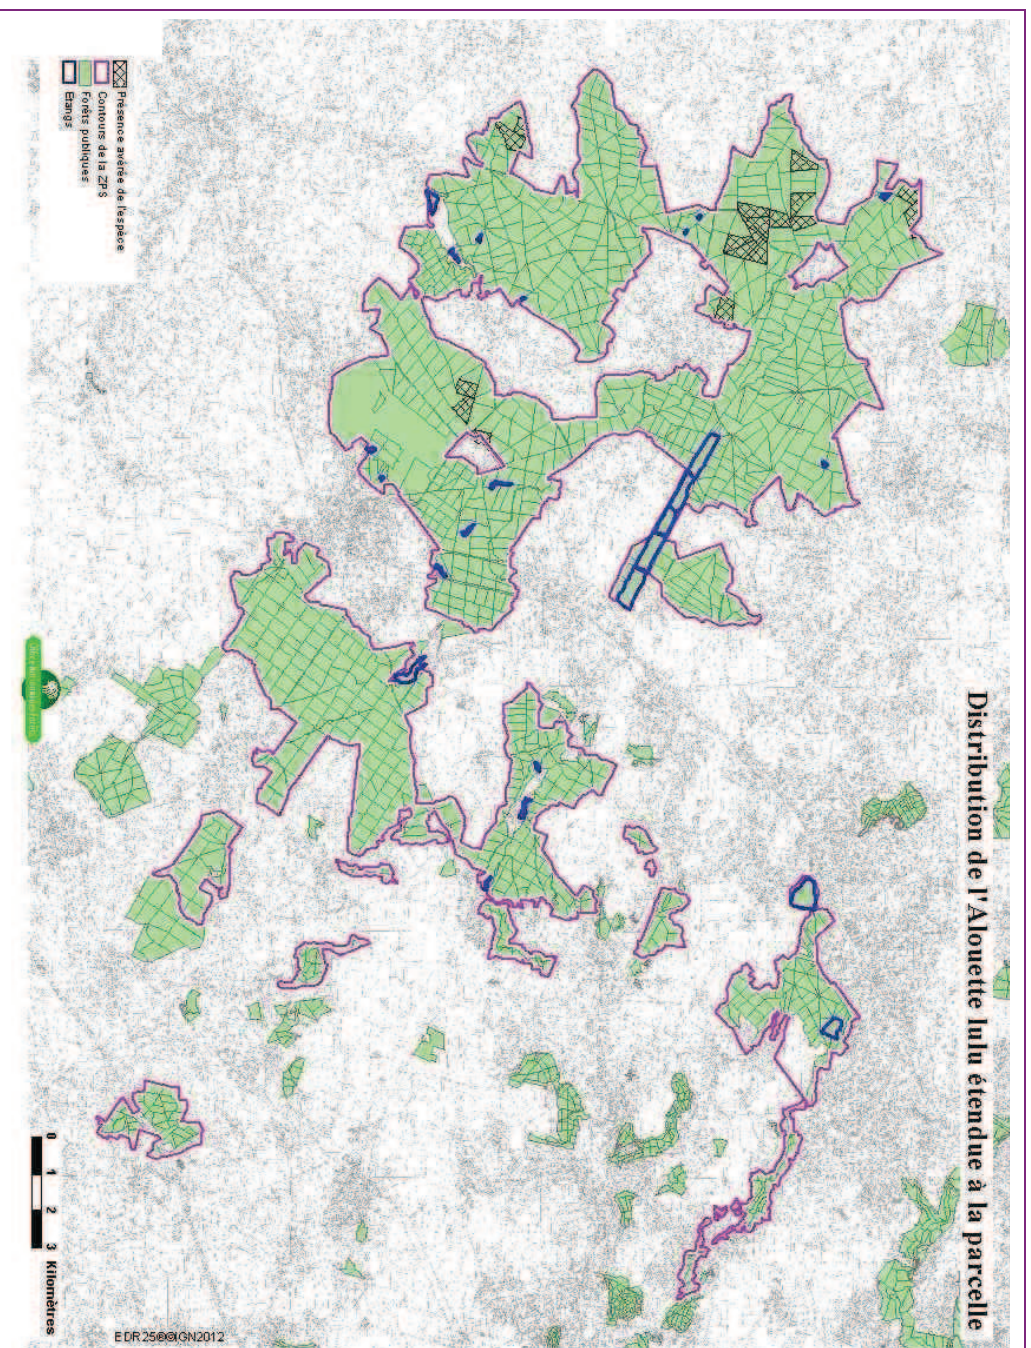 Distribution de l'Alouette lulu étendue à la parcelle
Présence avérée de l'espèce
Contours de la ZPS
Forêts publiques
Etangs
0 1 2 3 Kilomètres
EDR25©©IGN2012